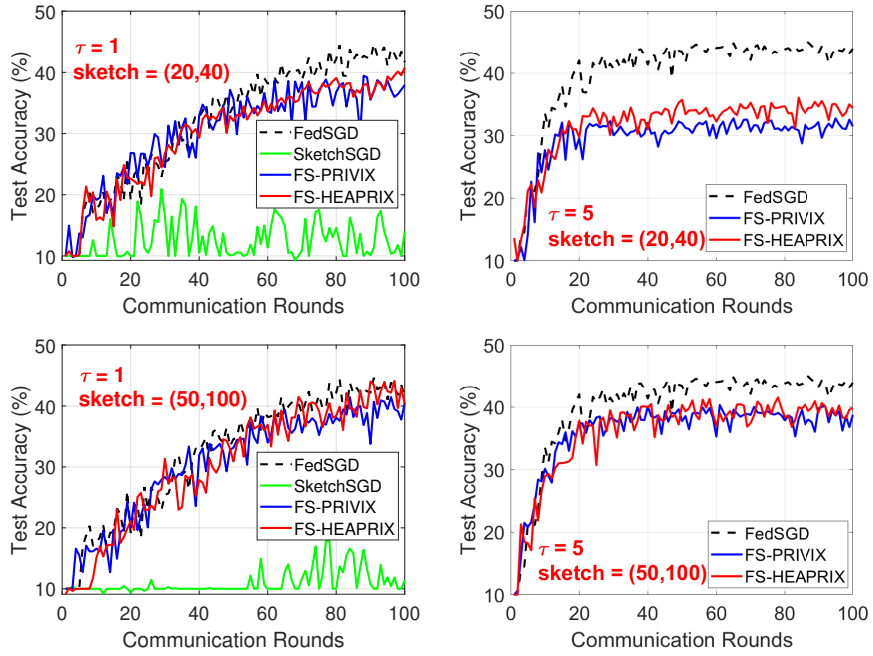 50
40
30
20
10
Test Accuracy (%)
τ = 1
sketch = (20,40)
FedSGD
SketchSGD
FS-PRIVIX
FS-HEAPRIX
0 20 40 60 80 100
Communication Rounds
50
40
30
20
10
Test Accuracy (%)
τ = 5
sketch = (20,40)
FedSGD
FS-PRIVIX
FS-HEAPRIX
0 20 40 60 80 100
Communication Rounds
50
40
30
20
10
Test Accuracy (%)
τ = 1
sketch = (50,100)
FedSGD
SketchSGD
FS-PRIVIX
FS-HEAPRIX
0 20 40 60 80 100
Communication Rounds
50
40
30
20
10
Test Accuracy (%)
τ = 5
sketch = (50,100)
FedSGD
FS-PRIVIX
FS-HEAPRIX
0 20 40 60 80 100
Communication Rounds